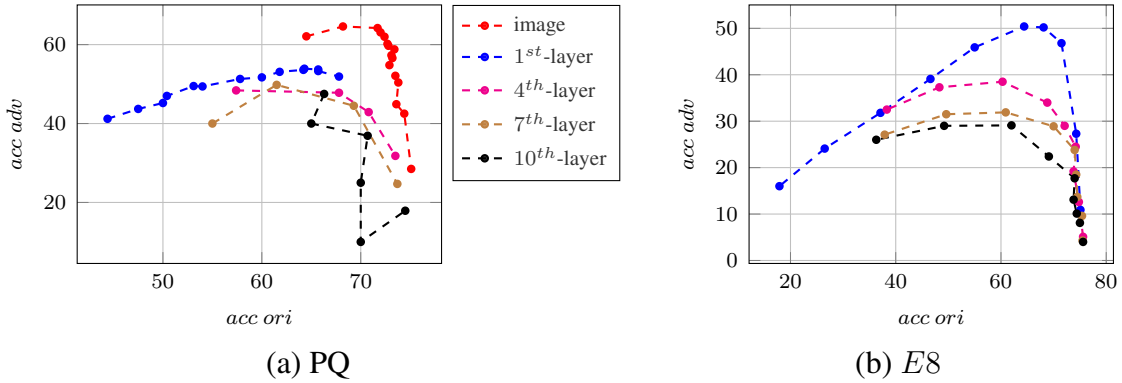 60
40
20
50
60
70
acc adv
acc ori
(a) PQ
image
1st-layer
4th-layer
7th-layer
10th-layer
50
40
30
20
10
0
20
40
60
80
acc adv
acc ori
(b) E8